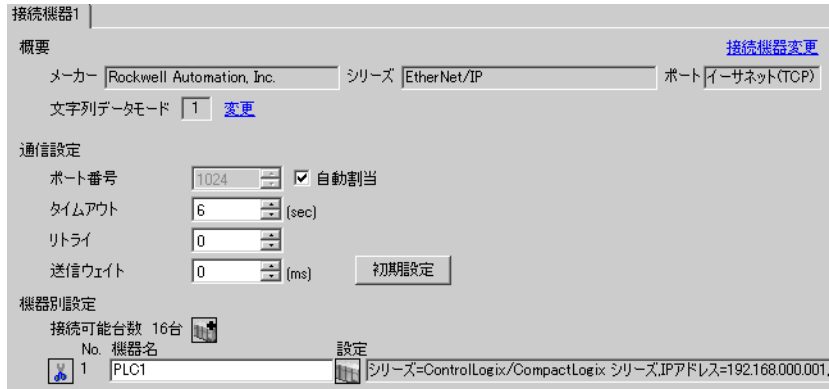 接続機器1
概要 接続機器変更
メーカー Rockwell Automation, Inc. シリーズ EtherNet/IP ポート イーサネット(TCP)
文字列データモード 1 変更
通信設定
ポート番号 1024 自動割当
タイムアウト 6 (sec)
リトライ 0
送信ウェイト 0 (ms) 初期設定
機器別設定
接続可能台数 16台
No. 機器名 設定
1 PLC1 シリーズ=ControlLogix/CompactLogix シリーズ,IPアドレス=192.168.000.001,